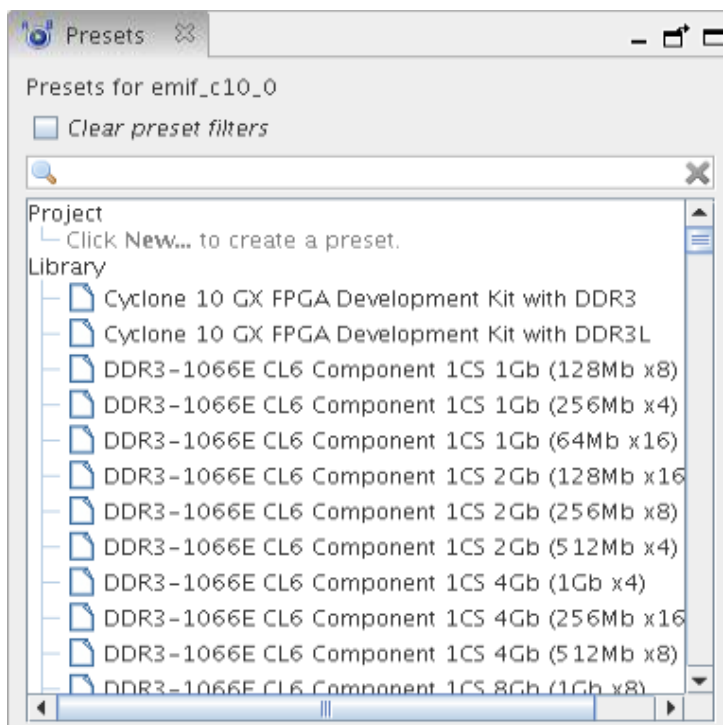 Presets
Presets for emif_c10_0
Clear preset filters
Project
Click New... to create a preset.
Library
Cyclone 10 GX FPGA Development Kit with DDR3
Cyclone 10 GX FPGA Development Kit with DDR3L
DDR3-1066E CL6 Component 1CS 1Gb (128Mb x8)
DDR3-1066E CL6 Component 1CS 1Gb (256Mb x4)
DDR3-1066E CL6 Component 1CS 1Gb (64Mb x16)
DDR3-1066E CL6 Component 1CS 2Gb (128Mb x16
DDR3-1066E CL6 Component 1CS 2Gb (256Mb x8)
DDR3-1066E CL6 Component 1CS 2Gb (512Mb x4)
DDR3-1066E CL6 Component 1CS 4Gb (1Gb x4)
DDR3-1066E CL6 Component 1CS 4Gb (256Mb x16
DDR3-1066E CL6 Component 1CS 4Gb (512Mb x8)
DDR3-1066E CL6 Component 1CS 8Gb (1Gb x8)